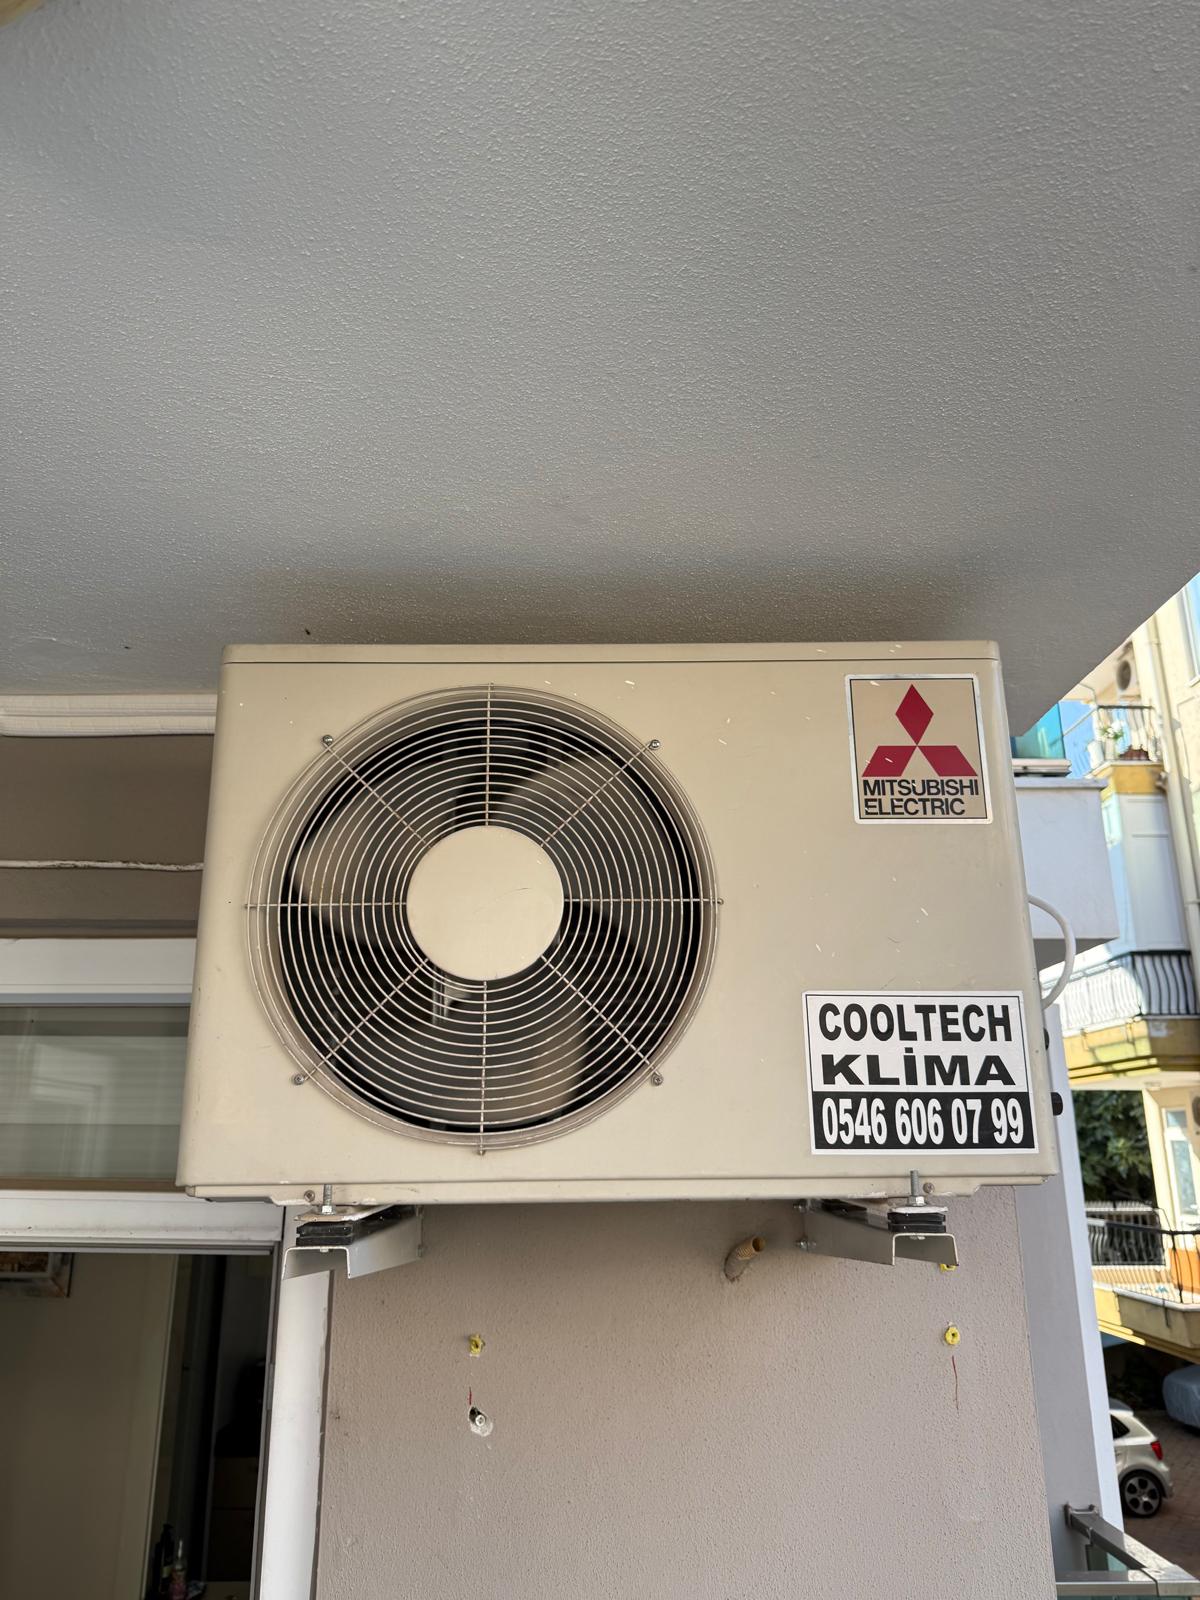 MITSUBISHI
ELECTRIC
COOLTECH
KLİMA
0546 606 07 99